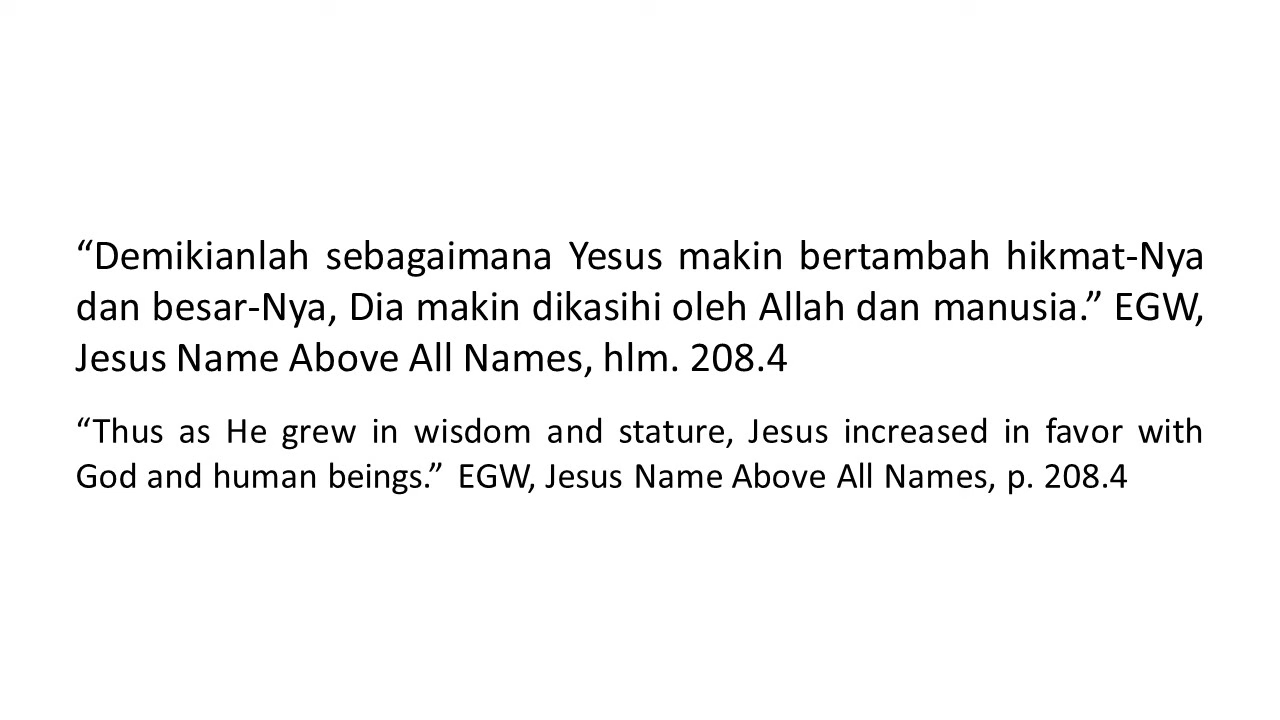 “Demikianlah sebagaimana Yesus makin bertambah hikmat-Nya
dan besar-Nya, Dia makin dikasihi oleh Allah dan manusia.” EGW,
Jesus Name Above All Names, hlm. 208.4
“Thus as He grew in wisdom and stature, Jesus increased in favor with
God and human beings.” EGW, Jesus Name Above All Names, p. 208.4